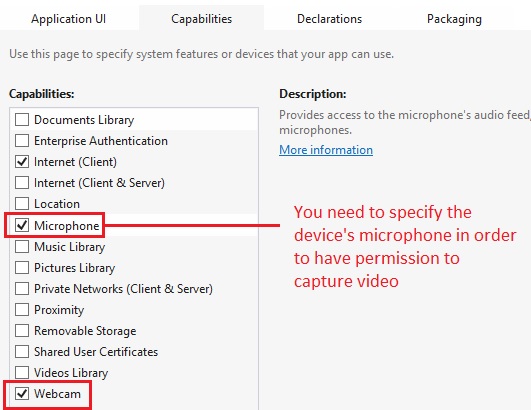 Application UI
Capabilities
Declarations
Packaging
Use this page to specify system features or devices that your app can use.
Capabilities:
Documents Library
Enterprise Authentication
Internet (Client)
Internet (Client & Server)
Location
Microphone
Music Library
Pictures Library
Private Networks (Client & Server)
Proximity
Removable Storage
Shared User Certificates
Videos Library
Webcam
Description:
Provides access to the microphone's audio feed,
microphones.
More information
You need to specify the
device's microphone in order
to have permission to
capture video